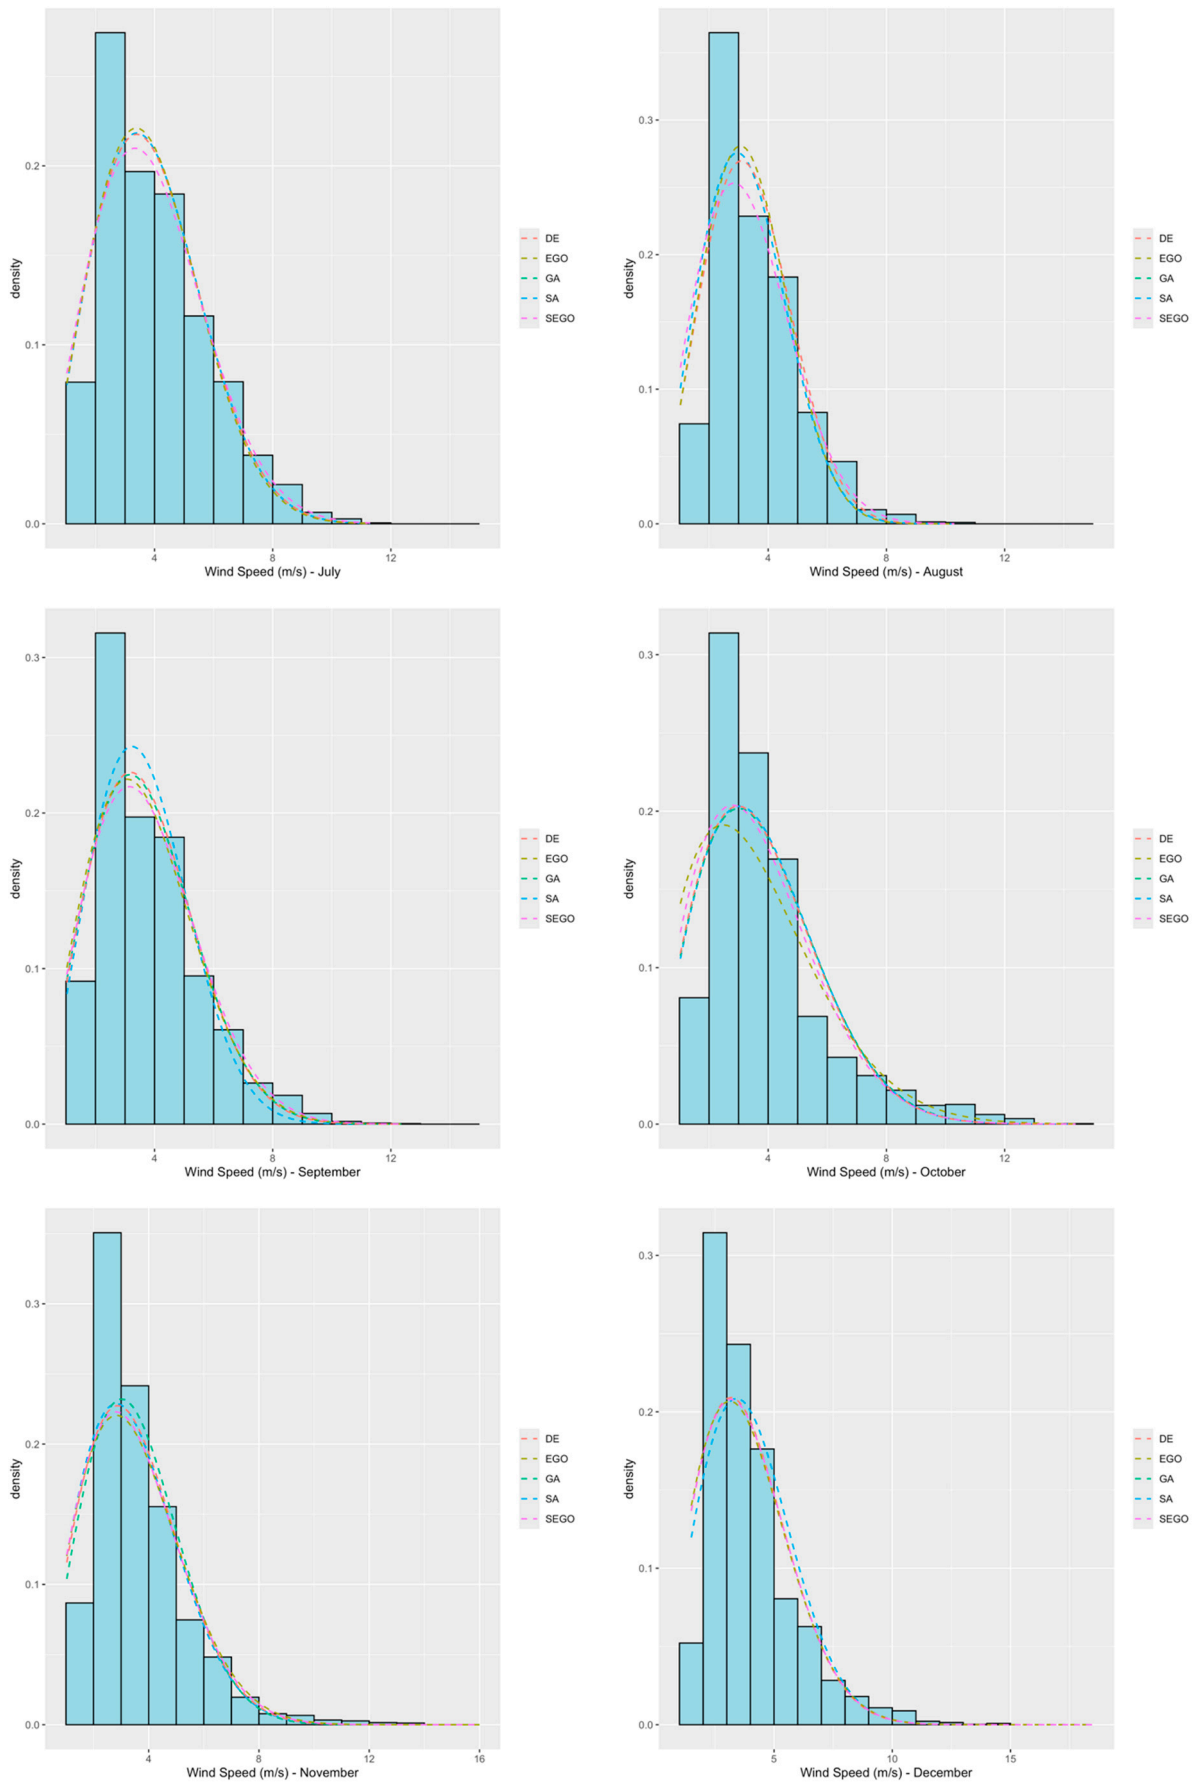 density
0.2
0.1
0.0
4
8
12
Wind Speed (m/s) - July
DE
EGO
GA
SA
SEGO
density
0.3
0.2
0.1
0.0
4
8
12
Wind Speed (m/s) - August
DE
EGO
GA
SA
SEGO
density
0.3
0.2
0.1
0.0
4
8
12
Wind Speed (m/s) - September
DE
EGO
GA
SA
SEGO
density
0.3
0.2
0.1
0.0
4
8
12
Wind Speed (m/s) - October
DE
EGO
GA
SA
SEGO
density
0.3
0.2
0.1
0.0
4
8
12
16
Wind Speed (m/s) - November
DE
EGO
GA
SA
SEGO
density
0.3
0.2
0.1
0.0
5
10
15
Wind Speed (m/s) - December
DE
EGO
GA
SA
SEGO